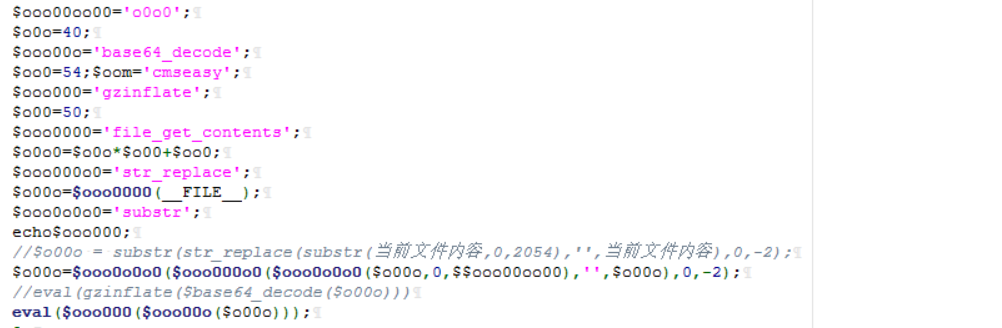 $ooo00oo00='o0o0';
$o0o=40;
$ooo00o='base64_decode';
$oo0=54;$oom='cmseasy';
$ooo000='gzinflate';
$o00=50;
$ooo0000='file_get_contents';
$o0o0=$o0o*$o00+$oo0;
$ooo000o0='str_replace';
$o00o=$ooo0000(__FILE__);
$ooo0o0o0='substr';
echo$ooo000;
//$o00o = substr(str_replace(substr(当前文件内容,0,2054),'',当前文件内容),0,-2);
$o00o=$ooo0o0o0($ooo000o0($ooo0o0o0($o00o,0,$$ooo00oo00),'',$o00o),0,-2);
//eval(gzinflate($base64_decode($o00o)))
eval($ooo000($ooo00o($o00o)));